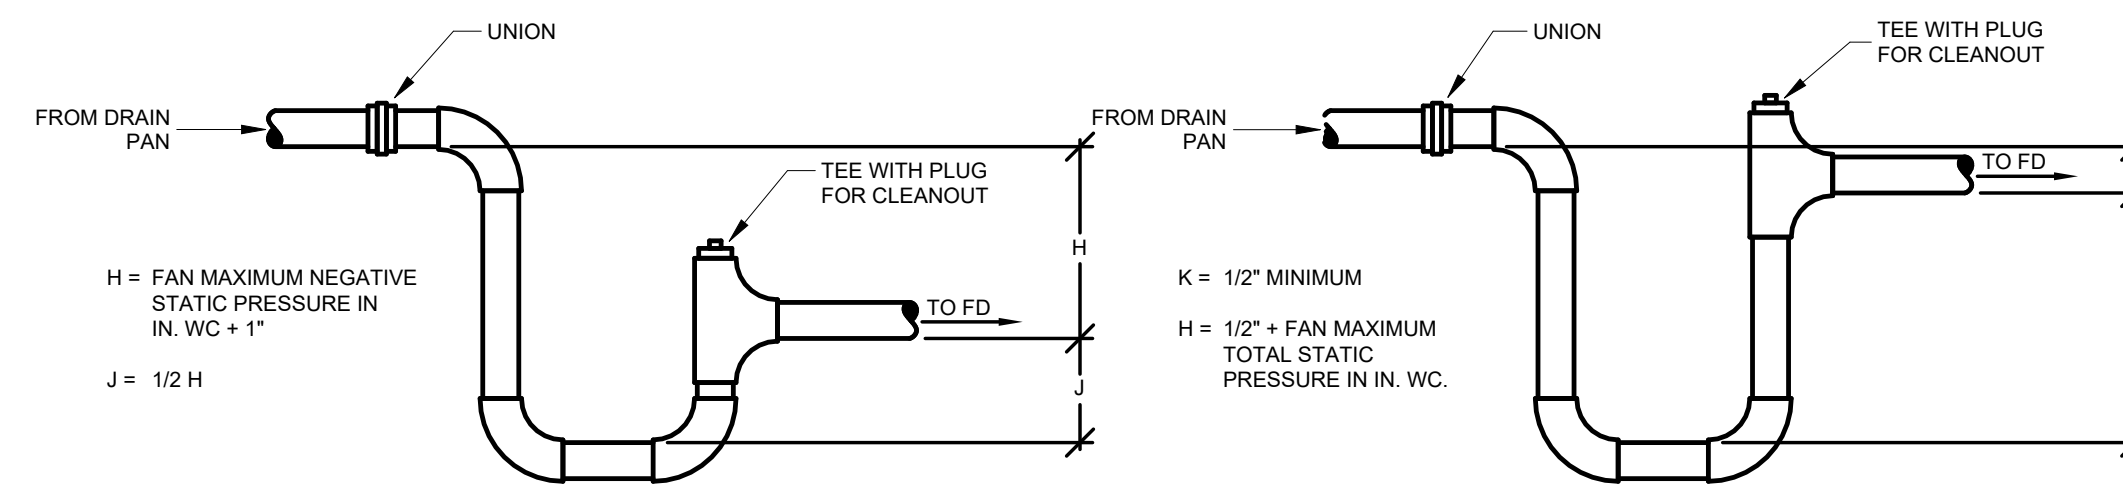 UNION
FROM DRAIN
PAN
TEE WITH PLUG
FOR CLEANOUT
H
H = FAN MAXIMUM NEGATIVE
STATIC PRESSURE IN
IN. WC + 1"
TO FD
J = 1/2 H
J
UNION
TEE WITH PLUG
FOR CLEANOUT
FROM DRAIN
PAN
TO FD
K = 1/2" MINIMUM
H = 1/2" + FAN MAXIMUM
TOTAL STATIC
PRESSURE IN IN. WC.